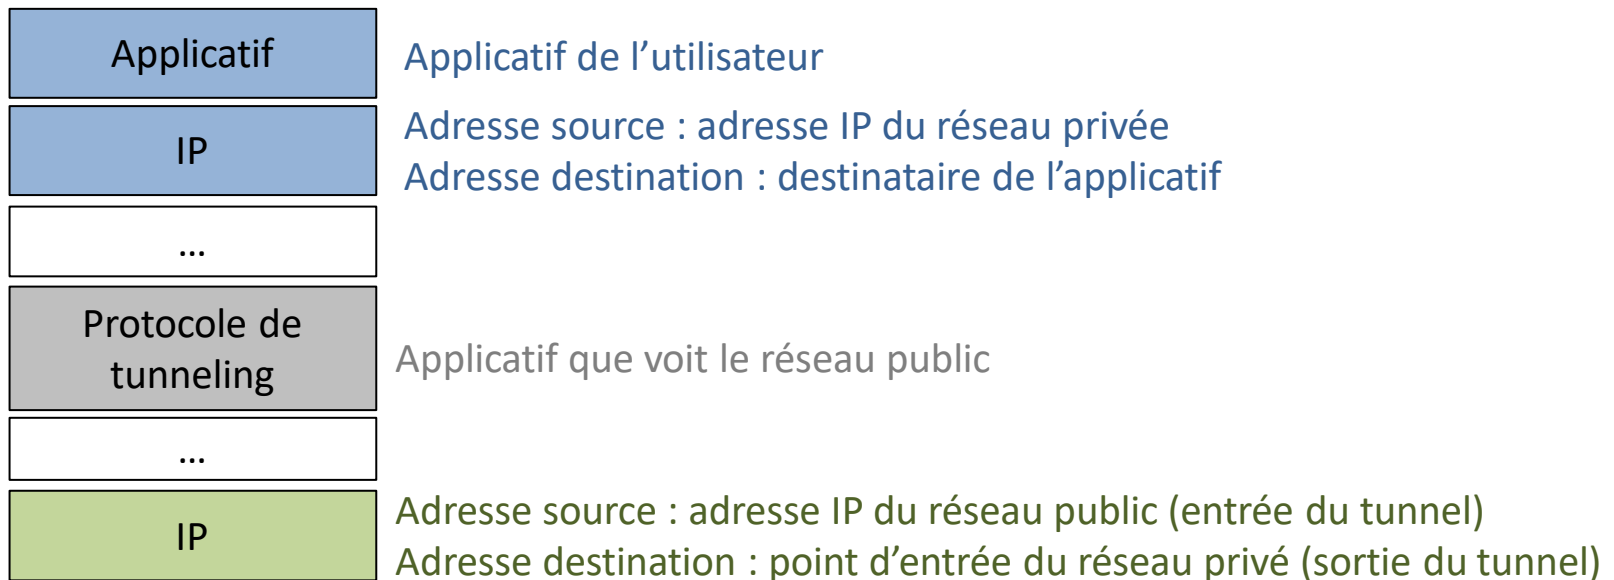 Applicatif
Applicatif de l’utilisateur
IP
Adresse source : adresse IP du réseau privée
Adresse destination : destinataire de l’applicatif
...
Protocole de
tunneling
Applicatif que voit le réseau public
...
IP
Adresse source : adresse IP du réseau public (entrée du tunnel)
Adresse destination : point d’entrée du réseau privé (sortie du tunnel)